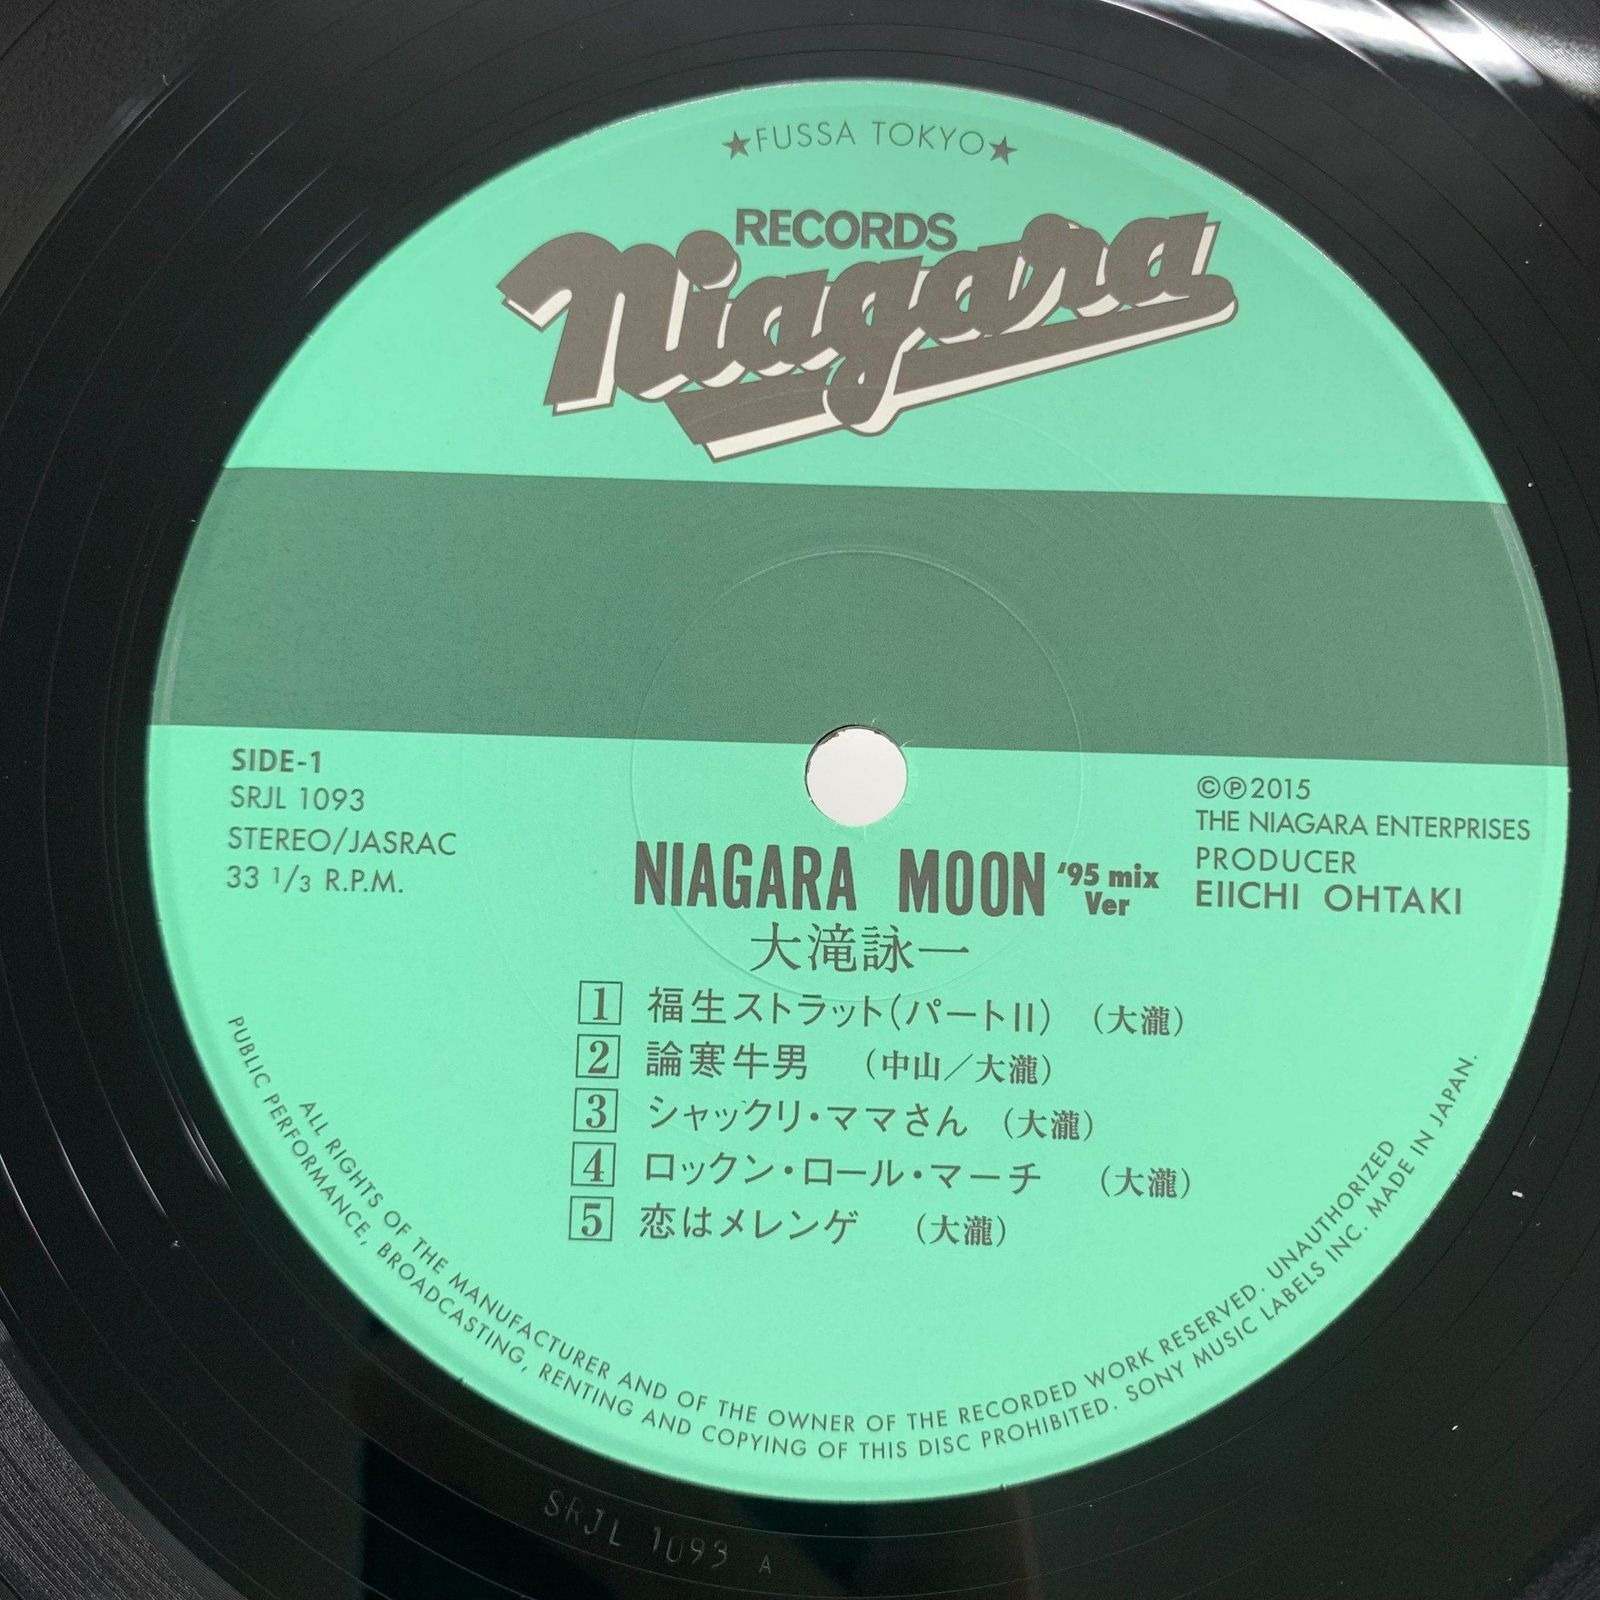 ★FUSSA TOKYO★
RECORDS
Niagara
SIDE-1
SRJL 1093
STEREO/JASRAC
33 1/3 R.P.M.
©℗2015
THE NIAGARA ENTERPRISES
PRODUCER
EIICHI OHTAKI
NIAGARA MOON '95 mix Ver
大滝詠一
1 福生ストラット(パートII) (大瀧)
2 論寒牛男 (中山/大瀧)
3 シャックリ・ママさん (大瀧)
4 ロックン・ロール・マーチ (大瀧)
5 恋はメレンゲ (大瀧)
ALL RIGHTS OF THE MANUFACTURER AND OF THE OWNER OF THE RECORDED WORK RESERVED. UNAUTHORIZED
PUBLIC PERFORMANCE, BROADCASTING, RENTING AND COPYING OF THIS DISC PROHIBITED. SONY MUSIC LABELS INC. MADE IN JAPAN.
SRJL 1093 A